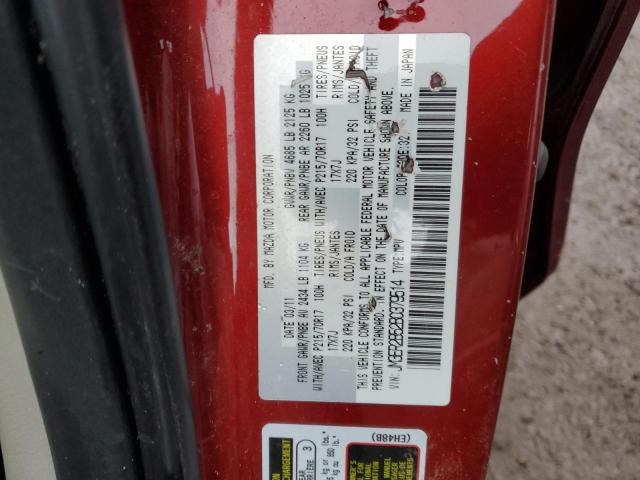 MFD. BY MAZDA MOTOR CORPORATION
DATE 03/11 GVWR/PNBV 4685 LB 2125 KG
FRONT GAWR/PNBE AV 2434 LB 1104 KG REAR GAWR/PNBE AR 2260 LB 1025 KG
WITH/AVEC P215/70R17 100H TIRES/PNEUS WITH/AVEC P215/70R17 100H TIRES/PNEUS
17X7J RIMS/JANTES 17X7J RIMS/JANTES
220 KPA/32 PSI COLD/A FROID 220 KPA/32 PSI COLD/
THIS VEHICLE CONFORMS TO ALL APPLICABLE FEDERAL MOTOR VEHICLE SAFETY AND THEFT
PREVENTION STANDARDS IN EFFECT ON THE DATE OF MANUFACTURE SHOWN ABOVE.
TYPE:MPV MADE IN JAPAN
(EH48B)
CHARGEMENT
3